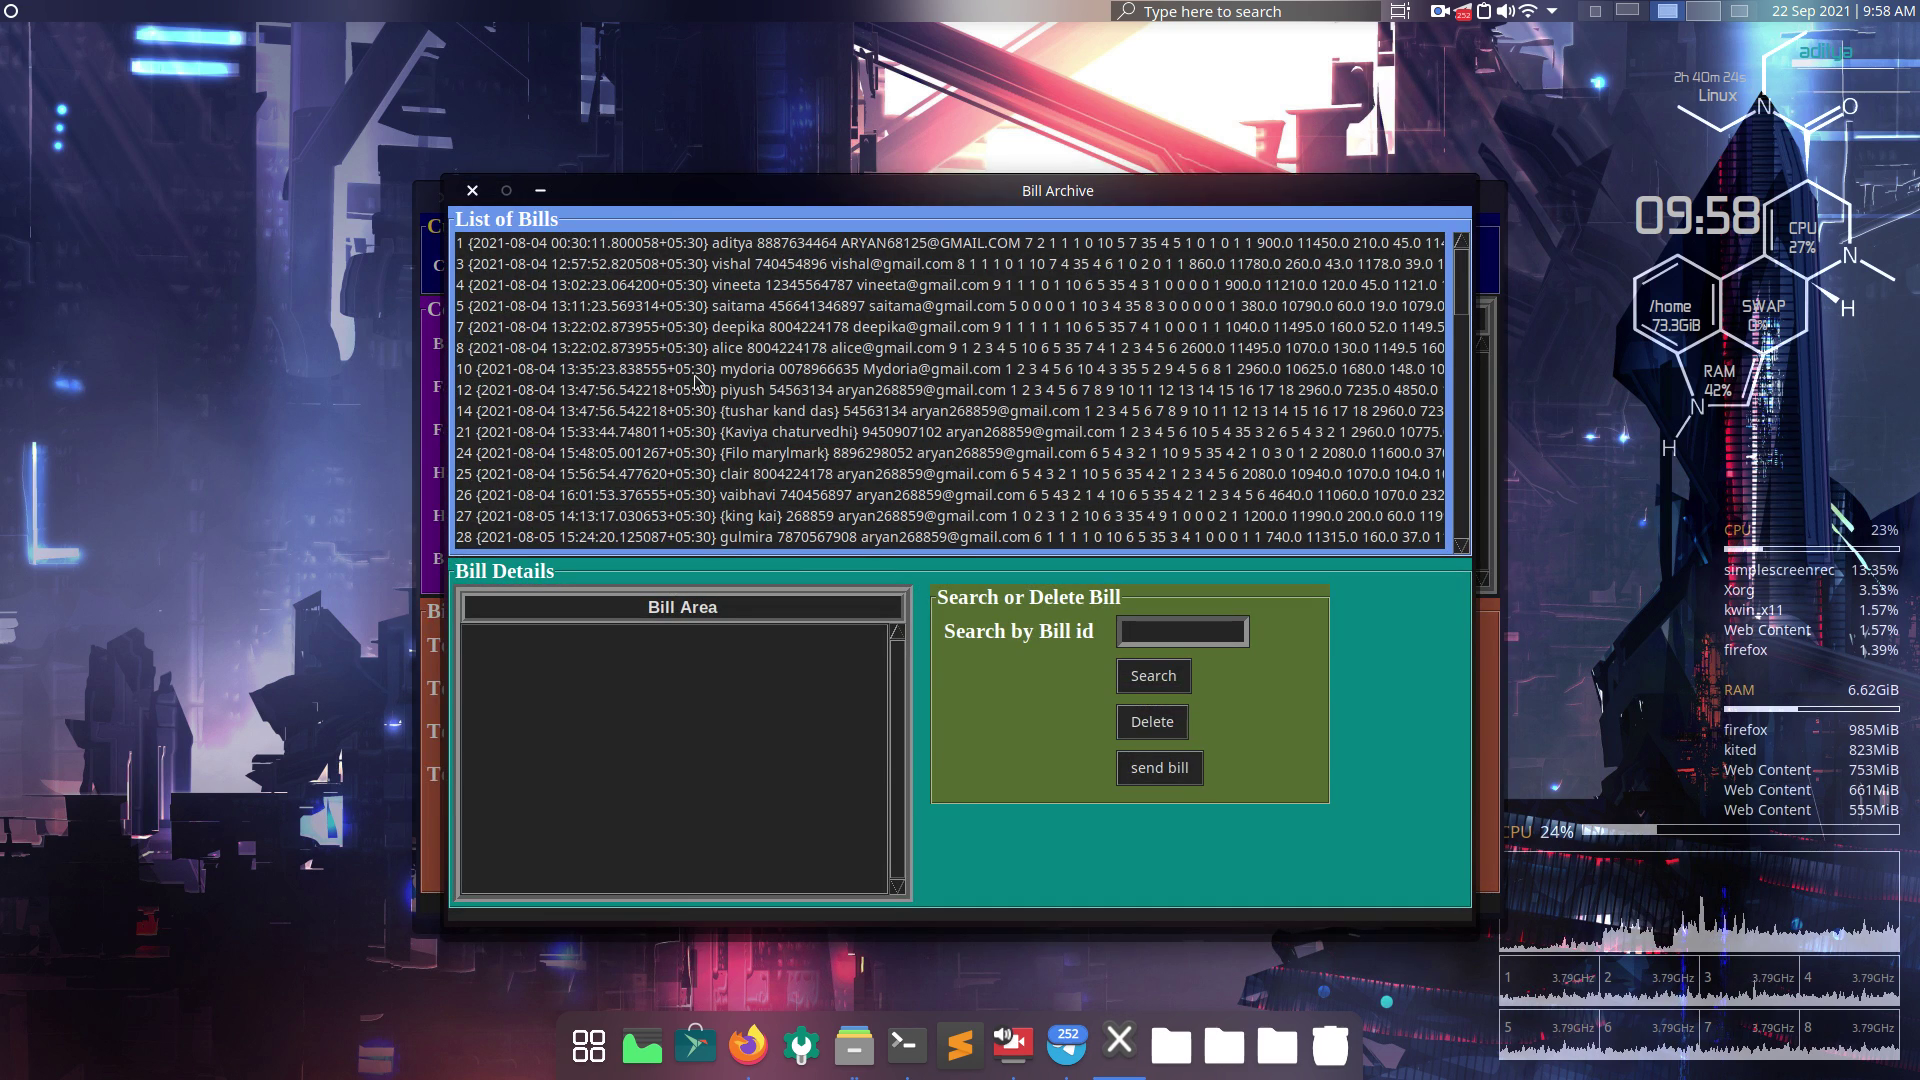 Type here to search
252
22 Sep 2021 | 9:58 AM
aditya
2h 40m 24s
Linux
N
O
09:58
CPU
27%
N
/home
73.3GiB
SWAP
0%
H
RAM
42%
N
H
Bill Archive
List of Bills
1 {2021-08-04 00:30:11.800058+05:30} aditya 8887634464 ARYAN68125@GMAIL.COM 7 2 1 1 1 0 10 5 7 35 4 5 1 0 1 0 1 1 900.0 11450.0 210.0 45.0 114
3 {2021-08-04 12:57:52.820508+05:30} vishal 740454896 vishal@gmail.com 8 1 1 1 0 1 10 7 4 35 4 6 1 0 2 0 1 1 860.0 11780.0 260.0 43.0 1178.0 39.0 1
4 {2021-08-04 13:02:23.064200+05:30} vineeta 12345564787 vineeta@gmail.com 9 1 1 1 0 1 10 6 5 35 4 3 1 0 0 0 0 1 900.0 11210.0 120.0 45.0 1121.0
5 {2021-08-04 13:11:23.569314+05:30} saitama 456641346897 saitama@gmail.com 5 0 0 0 0 1 10 3 4 35 8 3 0 0 0 0 0 1 380.0 10790.0 60.0 19.0 1079.0
7 {2021-08-04 13:22:02.873955+05:30} deepika 8004224178 deepika@gmail.com 9 1 1 1 1 1 10 6 5 35 7 4 1 0 0 0 1 1 1040.0 11495.0 160.0 52.0 1149.5
8 {2021-08-04 13:22:02.873955+05:30} alice 8004224178 alice@gmail.com 9 1 2 3 4 5 10 6 5 35 7 4 1 2 3 4 5 6 2600.0 11495.0 1070.0 130.0 1149.5 160
10 {2021-08-04 13:35:23.838555+05:30} mydoria 0078966635 Mydoria@gmail.com 1 2 3 4 5 6 10 4 3 35 5 2 9 4 5 6 8 1 2960.0 10625.0 1680.0 148.0 10
12 {2021-08-04 13:47:56.542218+05:30} piyush 54563134 aryan268859@gmail.com 1 2 3 4 5 6 7 8 9 10 11 12 13 14 15 16 17 18 2960.0 7235.0 4850.0
14 {2021-08-04 13:47:56.542218+05:30} {tushar kand das} 54563134 aryan268859@gmail.com 1 2 3 4 5 6 7 8 9 10 11 12 13 14 15 16 17 18 2960.0 723
21 {2021-08-04 15:33:44.748011+05:30} {Kaviya chaturvedhi} 9450907102 aryan268859@gmail.com 1 2 3 4 5 6 10 5 4 35 3 2 6 5 4 3 2 1 2960.0 10775.
24 {2021-08-04 15:48:05.001267+05:30} {Filo marylmark} 8896298052 aryan268859@gmail.com 6 5 4 3 2 1 10 9 5 35 4 2 1 0 3 0 1 2 2080.0 11600.0 37
25 {2021-08-04 15:56:54.477620+05:30} clair 8004224178 aryan268859@gmail.com 6 5 4 3 2 1 10 5 6 35 4 2 1 2 3 4 5 6 2080.0 10940.0 1070.0 104.0 1
26 {2021-08-04 16:01:53.376555+05:30} vaibhavi 740456897 aryan268859@gmail.com 6 5 43 2 1 4 10 6 5 35 4 2 1 2 3 4 5 6 4640.0 11060.0 1070.0 232
27 {2021-08-05 14:13:17.030653+05:30} {king kai} 268859 aryan268859@gmail.com 1 0 2 3 1 2 10 6 3 35 4 9 1 0 0 0 2 1 1200.0 11990.0 200.0 60.0 119
28 {2021-08-05 15:24:20.125087+05:30} gulmira 7870567908 aryan268859@gmail.com 6 1 1 1 1 0 10 6 5 35 3 4 1 0 0 0 1 1 740.0 11315.0 160.0 37.0 1
Bill Details
Bill Area
Search or Delete Bill
Search by Bill id
Search
Delete
send bill
CPU 23%
simplescreenrec 13.35%
Xorg 3.53%
kwin_x11 1.57%
Web Content 1.57%
firefox 1.39%
RAM 6.62GiB
firefox 985MiB
kited 823MiB
Web Content 753MiB
Web Content 661MiB
Web Content 555MiB
CPU 24%
1 3.79GHz 2 3.79GHz 3 3.79GHz 4 3.79GHz
5 3.79GHz 6 3.79GHz 7 3.79GHz 8 3.79GHz
252